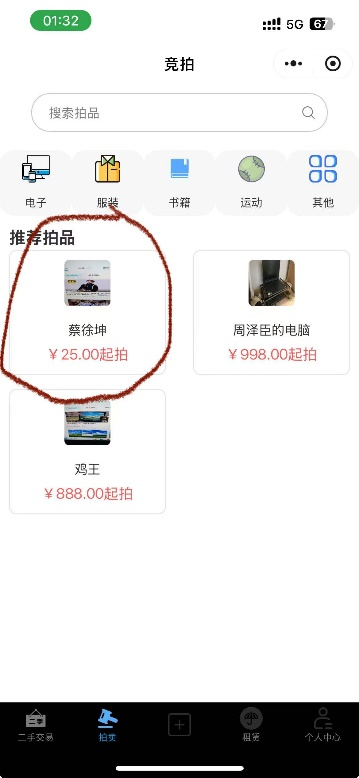 01:32
5G 67
竞拍
搜索拍品
电子 服装 书籍 运动 其他
推荐拍品
蔡徐坤 周泽臣的电脑
￥25.00起拍 ￥998.00起拍
鸡王
￥888.00起拍
二手交易 拍卖 租赁 个人中心